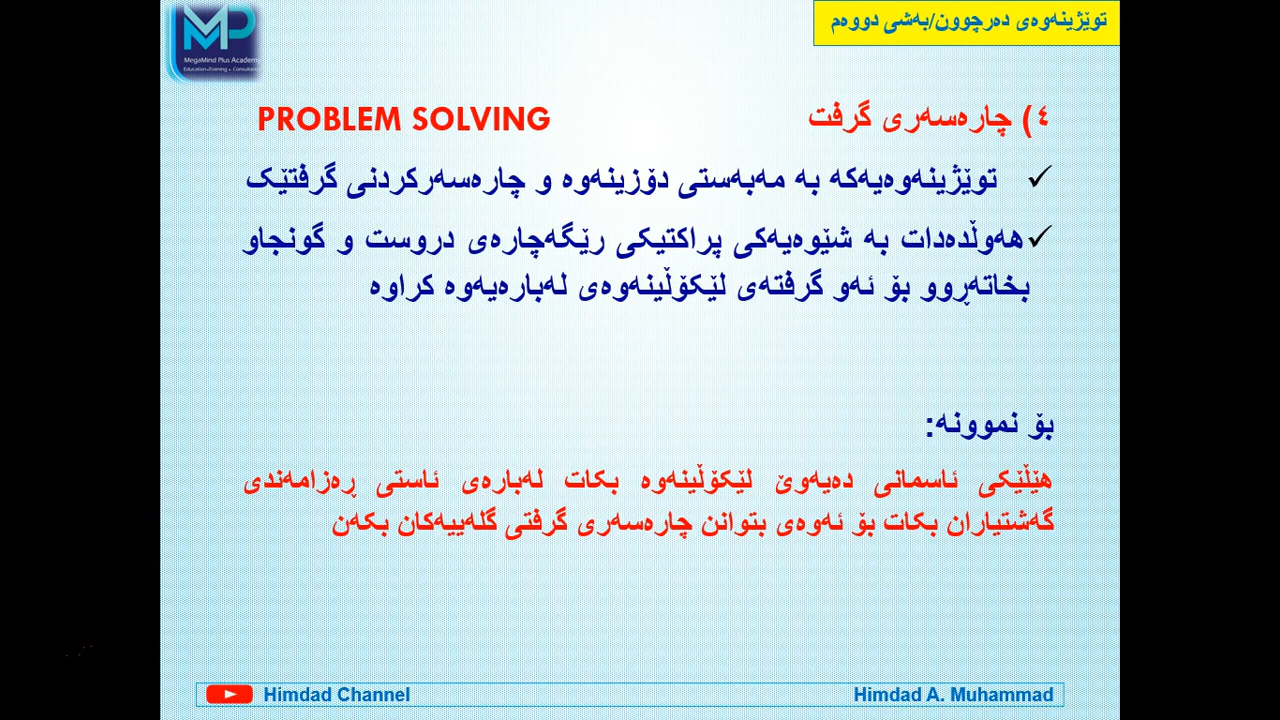 MegaMind Plus Academy
Education • Training •
توێژینەوەی دەرچوون/بەشی دووەم
٤) چارەسەری گرفت PROBLEM SOLVING
✓ توێژینەوەیەکە بە مەبەستی دۆزینەوە و چارەسەرکردنی گرفتێک
✓ هەوڵدەدات بە شێوەیەکی پراکتیکی رێگەچارەی دروست و گونجاو
بخاتەڕوو بۆ ئەو گرفتەی لێکۆڵینەوەی لەبارەیەوە کراوە
بۆ نموونە:
هێڵێکی ئاسمانی دەیەوێ لێکۆڵینەوە بکات لەبارەی ئاستی ڕەزامەندی
گەشتیاران بکات بۆ ئەوەی بتوانن چارەسەری گرفتی گلەییەکان بکەن
Himdad Channel Himdad A. Muhammad